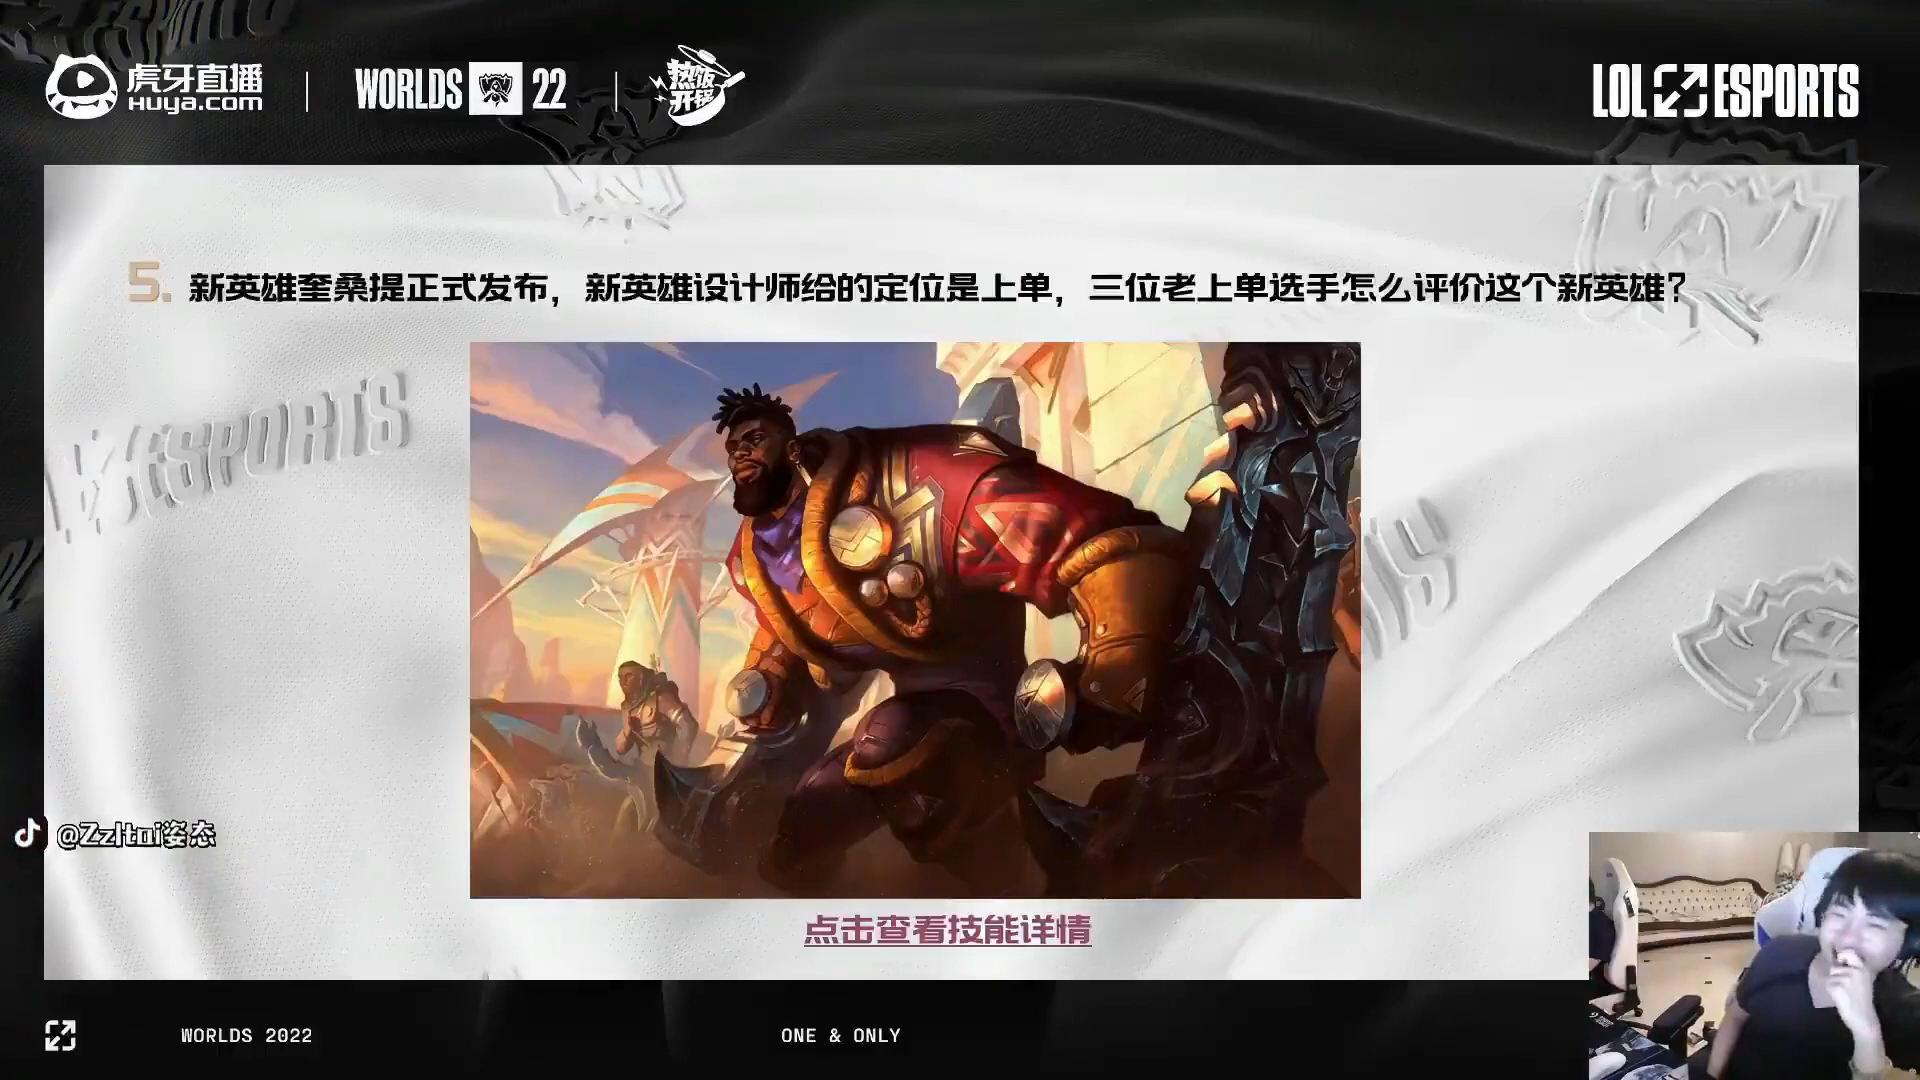 虎牙直播
HUYA.com
WORLDS 22
热饭开锅
LOL ESPORTS
5. 新英雄奎桑提正式发布，新英雄设计师给的定位是上单，三位老上单选手怎么评价这个新英雄？
ESPORTS
点击查看技能详情
@Zzltai姿态
WORLDS 2022
ONE & ONLY